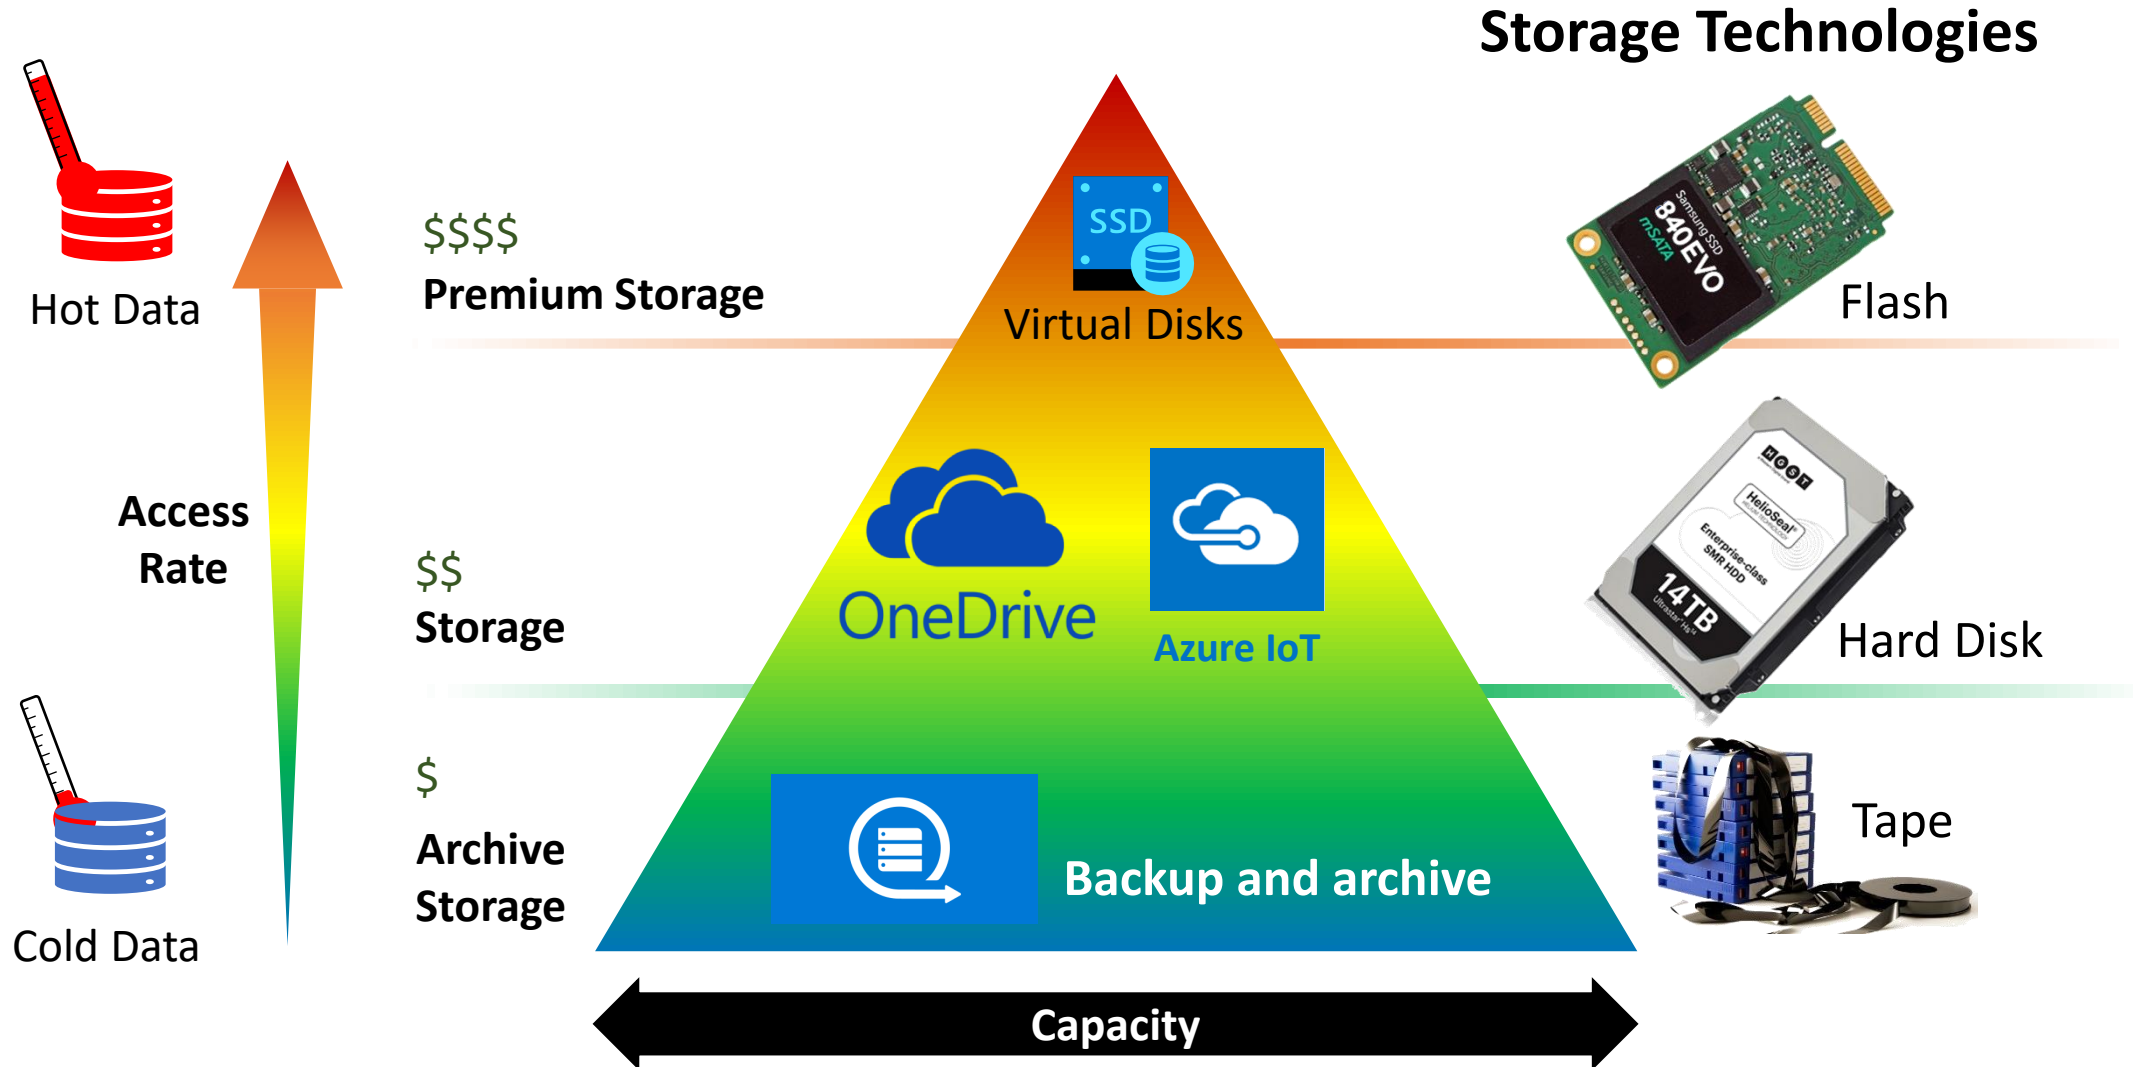 Storage Technologies
Hot Data
$$$$
Premium Storage
SSD
Virtual Disks
Samsung SSD
840EVO
mSATA
Flash
Access
Rate
$$
Storage
OneDrive
Azure IoT
HGST
HelioSeal®
HELIUM TECHNOLOGY
Enterprise-class
SMR HDD
14TB
Ultrastar® Hs14
Hard Disk
Cold Data
$
Archive
Storage
Backup and archive
Tape
Capacity